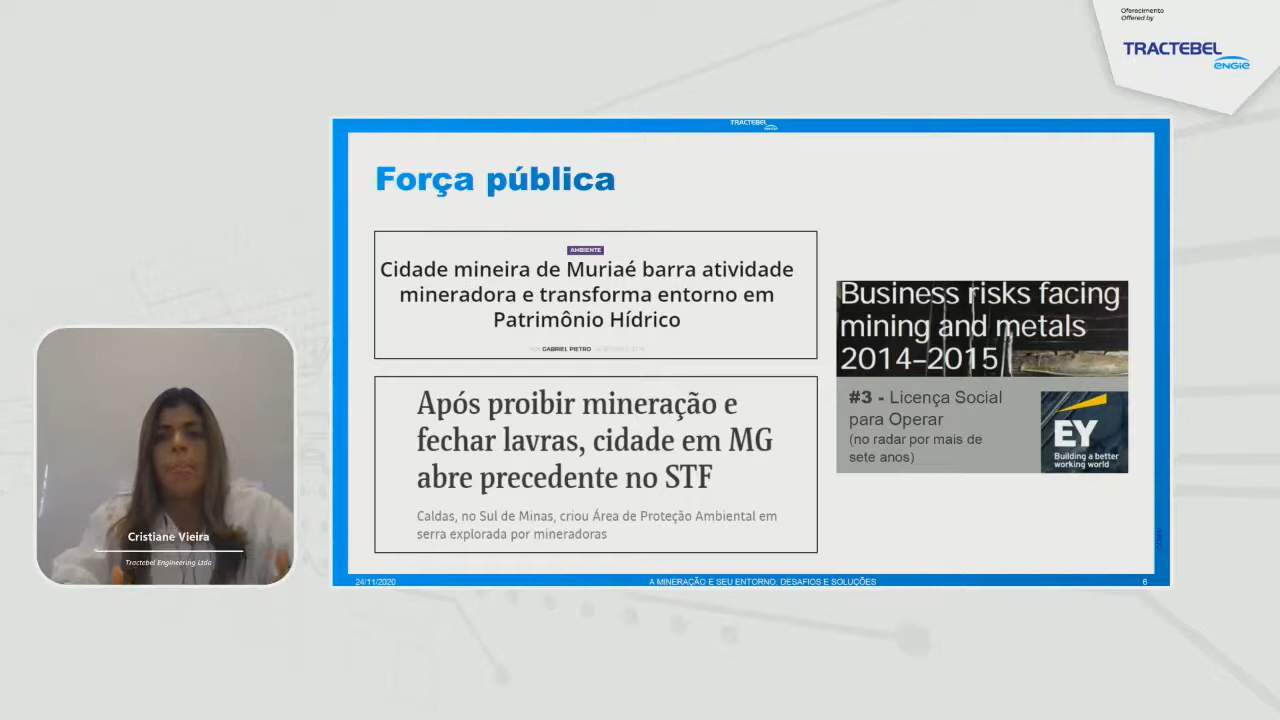 Oferecimento
Offered by
TRACTEBEL
ENGIE
TRACTEBEL
Força pública
AMBIENTE
Cidade mineira de Muriaé barra atividade
mineradora e transforma entorno em
Patrimônio Hídrico
GABRIEL PIETRO
Após proibir mineração e
fechar lavras, cidade em MG
abre precedente no STF
Caldas, no Sul de Minas, criou Área de Proteção Ambiental em
serra explorada por mineradoras
Business risks facing
mining and metals
2014–2015
#3 - Licença Social
para Operar
(no radar por mais de
sete anos)
EY
Building a better
working world
Cristiane Vieira
Tractebel Engineering Ltda
24/11/2020
A MINERAÇÃO E SEU ENTORNO: DESAFIOS E SOLUÇÕES
6